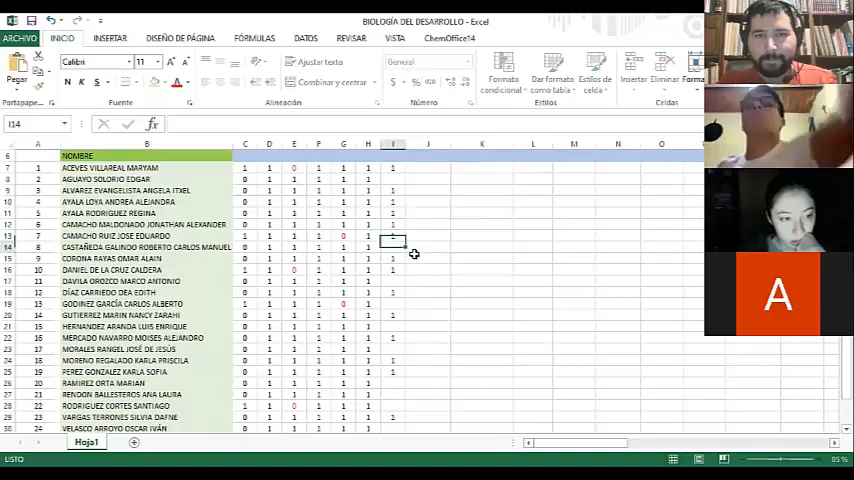 BIOLOGÍA DEL DESARROLLO - Excel
ARCHIVO INICIO INSERTAR DISEÑO DE PÁGINA FÓRMULAS DATOS REVISAR VISTA ChemOffice14
Calibri 11 Ajustar texto General
Pegar N K S Combinar y centrar $ % 000 Formato condicional Dar formato como tabla Estilos de celda Insertar Eliminar Forma
Portapape... Fuente Alineación Número Estilos Celdas
I14 fx
A B C D E F G H I J K L M N O
6 NOMBRE
7 1 ACEVES VILLAREAL MARYAM 1 1 0 1 1 1 1
8 2 AGUAYO SOLORIO EDGAR 0 1 1 1 1 1
9 3 ALVAREZ EVANGELISTA ANGELA ITXEL 0 1 1 1 1 1 1
10 4 AYALA LOYA ANDREA ALEJANDRA 0 1 1 1 1 1 1
11 5 AYALA RODRIGUEZ REGINA 0 1 1 1 1 1 1
12 6 CAMACHO MALDONADO JONATHAN ALEXANDER 0 1 1 1 1 1 1
13 7 CAMACHO RUIZ JOSE EDUARDO 1 1 1 1 0 1 1
14 8 CASTAÑEDA GALINDO ROBERTO CARLOS MANUEL 0 1 1 1 1 1
15 9 CORONA RAYAS OMAR ALAIN 0 1 1 1 1 1 1
16 10 DANIEL DE LA CRUZ CALDERA 1 1 0 1 1 1 1
17 11 DAVILA OROZCO MARCO ANTONIO 0 1 1 1 1 1
18 12 DÍAZ CARRIEDO DEA EDITH 0 1 1 1 1 1 1
19 13 GODINEZ GARCÍA CARLOS ALBERTO 1 1 1 1 0 1
20 14 GUTIERREZ MARIN NANCY ZARAHI 0 1 1 1 1 1 1
21 15 HERNANDEZ ARANDA LUIS ENRIQUE 0 1 1 1 1 1
22 16 MERCADO NAVARRO MOISES ALEJANDRO 0 1 1 1 1 1 1
23 17 MORALES RANGEL JOSÉ DE JESÚS 0 1 1 1 1 1
24 18 MORENO REGALADO KARLA PRISCILA 0 1 1 1 1 1 1
25 19 PEREZ GONZALEZ KARLA SOFIA 0 1 1 1 1 1 1
26 20 RAMIREZ ORTA MARIAN 0 1 1 1 1 1
27 21 RENDON BALLESTEROS ANA LAURA 0 1 1 1 1 1
28 22 RODRIGUEZ CORTES SANTIAGO 1 1 0 1 1 1
29 23 VARGAS TERRONES SILVIA DAFNE 0 1 1 1 1 1 1
30 24 VELASCO ARROYO OSCAR IVÁN 0 1 1 1 1 1
Hoja1
LISTO 85 %
A